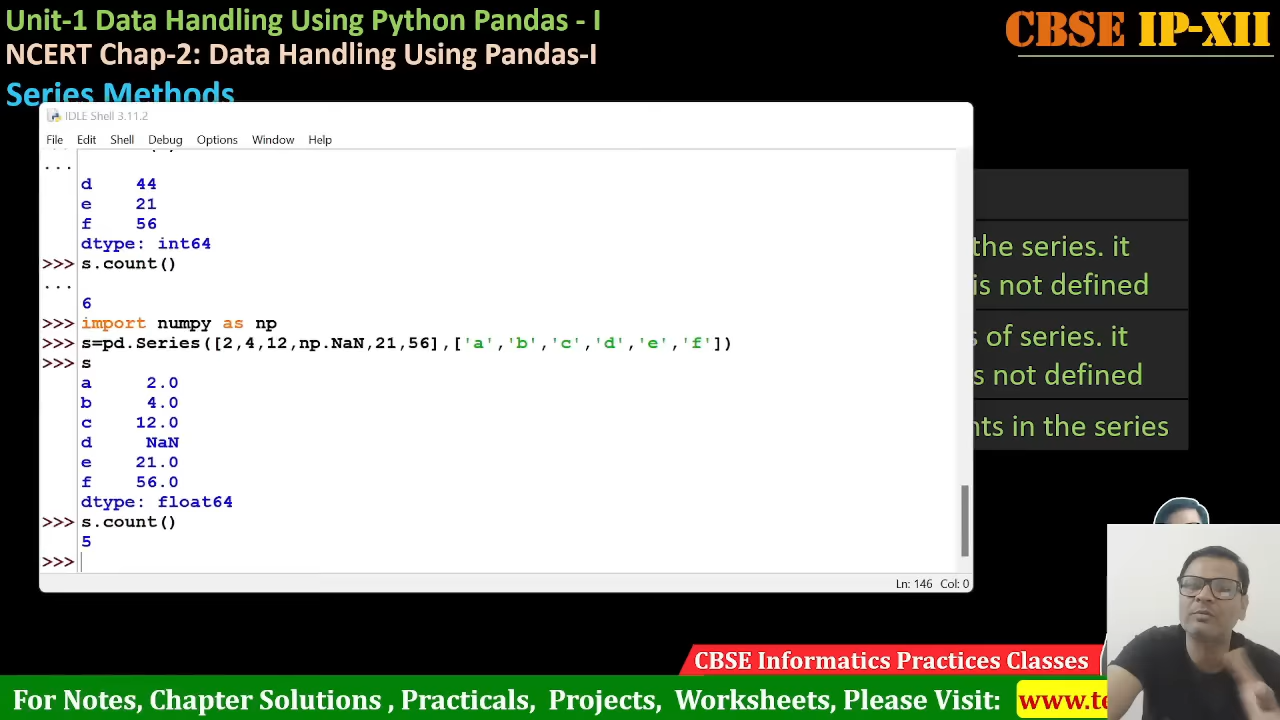 Unit-1 Data Handling Using Python Pandas - I
CBSE IP-XII
NCERT Chap-2: Data Handling Using Pandas-I
Series Methods
IDLE Shell 3.11.2
File Edit Shell Debug Options Window Help
...
d 44
e 21
f 56
dtype: int64
>>> s.count()
...
6
>>> import numpy as np
>>> s=pd.Series([2,4,12,np.NaN,21,56],['a','b','c','d','e','f'])
>>> s
a 2.0
b 4.0
c 12.0
d NaN
e 21.0
f 56.0
dtype: float64
>>> s.count()
5
>>>
Ln: 146 Col: 0
the series. it
is not defined
of series. it
not defined
in the series
CBSE Informatics Practices Classes
For Notes, Chapter Solutions , Practicals, Projects, Worksheets, Please Visit: www.t